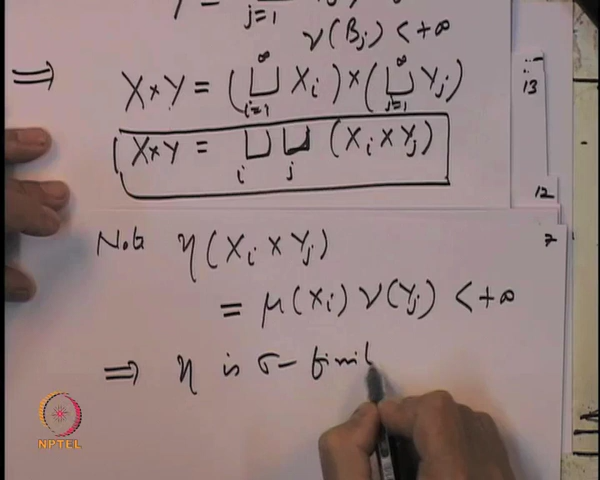 j=1
ν(Bj) < +∞
⟹ X×Y = (⨆_{i=1}^{∞} Xi) × (⨆_{j=1}^{∞} Yj)
X×Y = ⨆_i ⨆_j (Xi × Yj)
13
12
Note η(Xi × Yj)
7
= μ(Xi) ν(Yj) < +∞
⟹ η is σ- finit
NPTEL